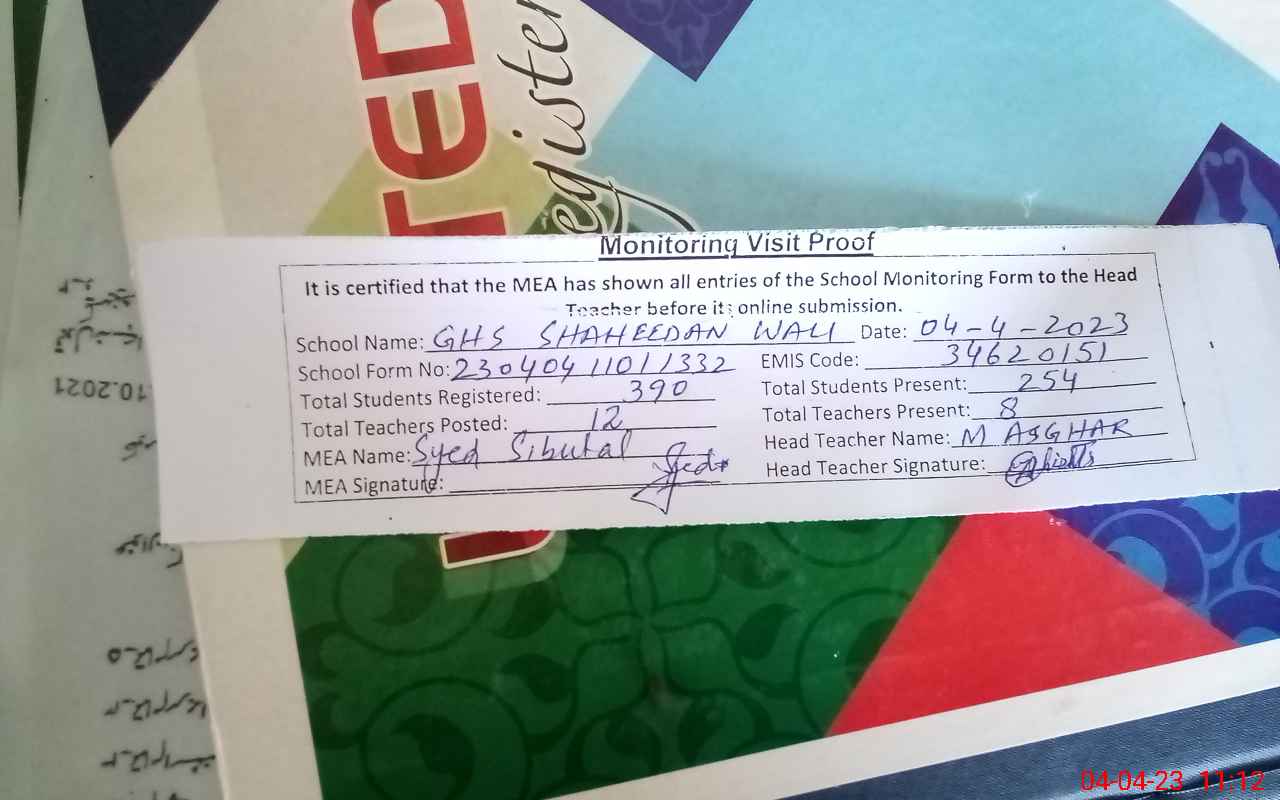 UNITED
Register
Monitoring Visit Proof
It is certified that the MEA has shown all entries of the School Monitoring Form to the Head
Teacher before its online submission.
School Name: GHS SHAHEEDAN WALI Date: 04-4-2023
School Form No: 23040411011332 EMIS Code: 34620151
Total Students Registered: 390 Total Students Present: 254
Total Teachers Posted: 12 Total Teachers Present: 8
MEA Name: Syed Sibutal Head Teacher Name: M ASGHAR
MEA Signature: Syed Head Teacher Signature:
10.2021
04-04-23 11:12